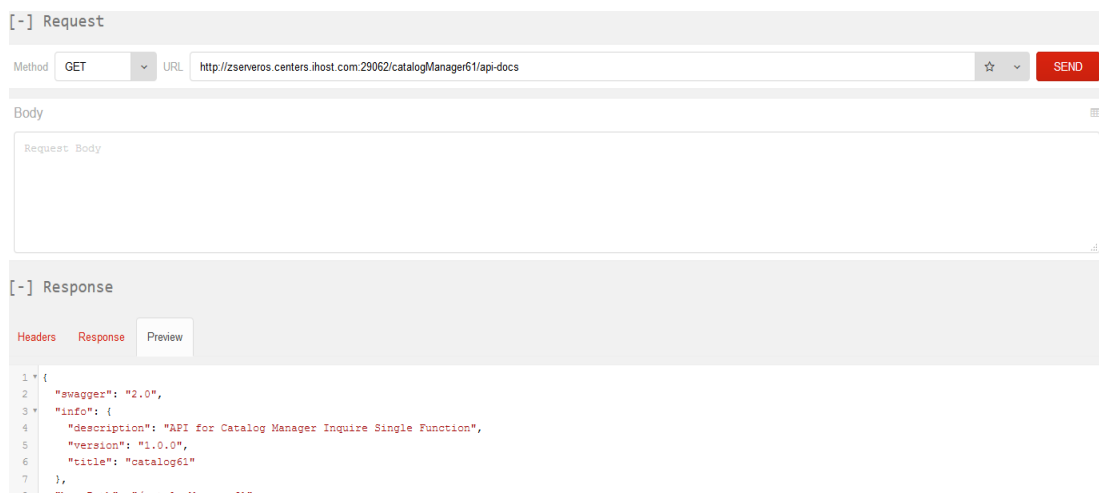 [-] Request
Method GET URL http://zserveros.centers.ihost.com:29062/catalogManager61/api-docs SEND
Body
Request Body
[-] Response
Headers Response Preview
1 {
2 "swagger": "2.0",
3 "info": {
4 "description": "API for Catalog Manager Inquire Single Function",
5 "version": "1.0.0",
6 "title": "catalog61"
7 },